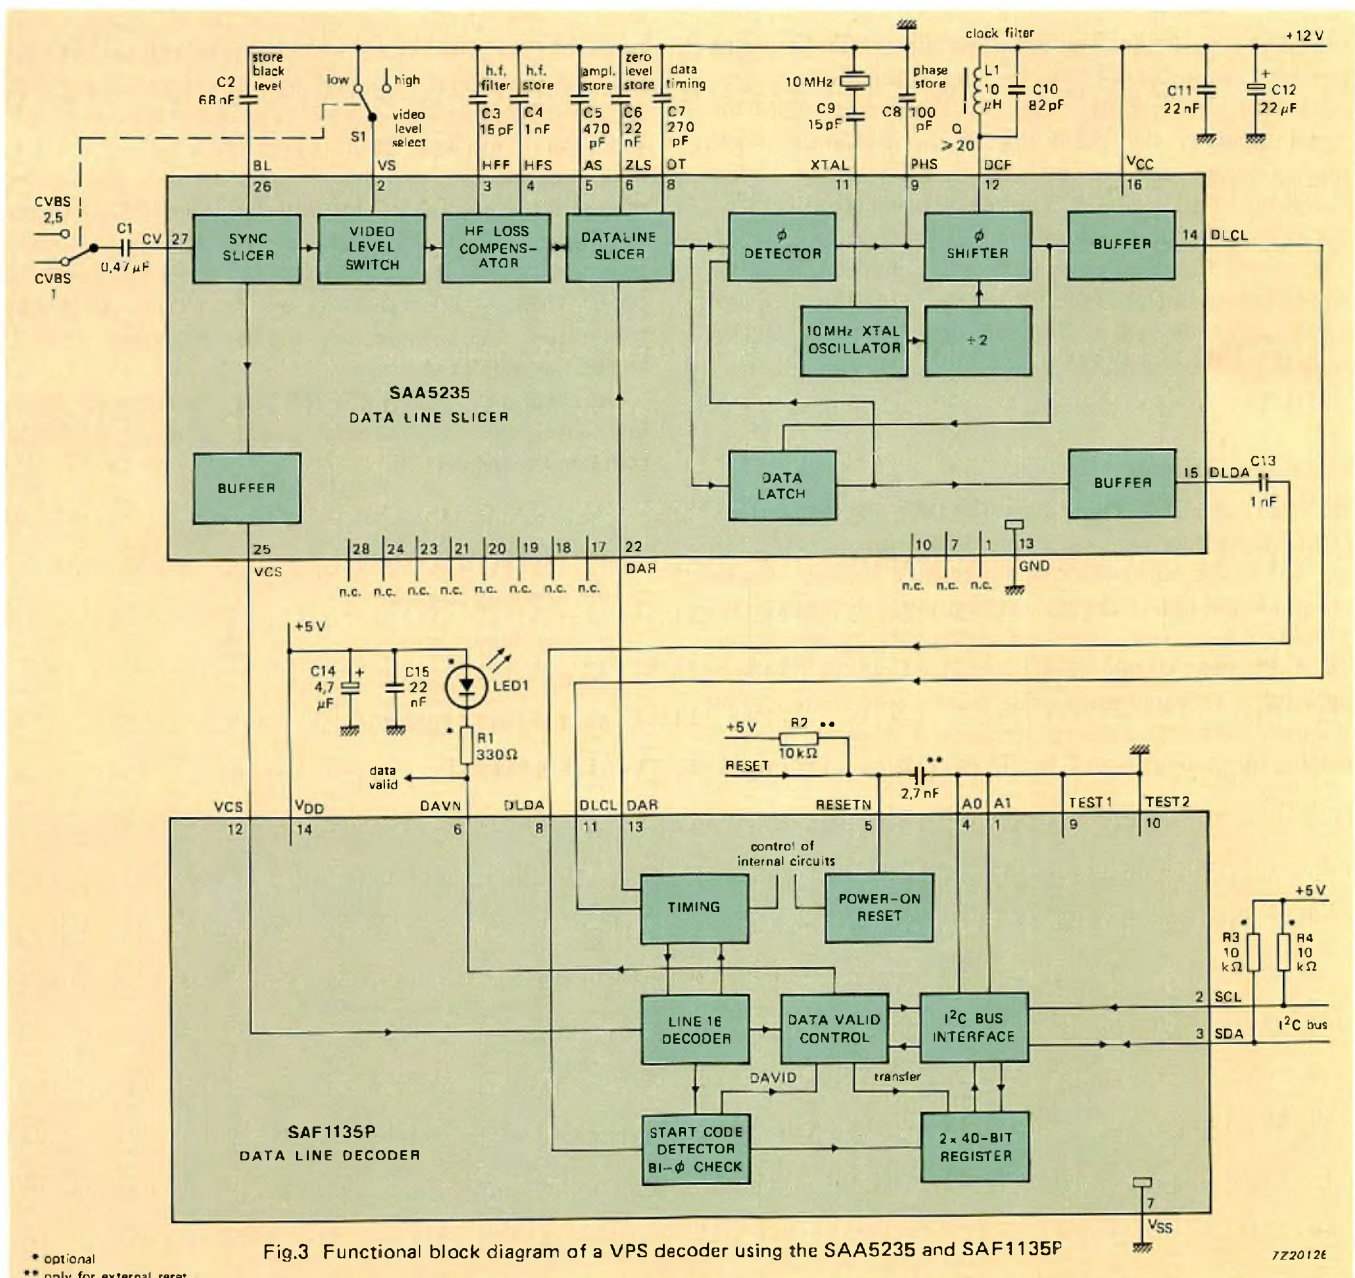 clock filter
+12 V
store
black
level
C2
68 nF
low
high
S1
video
level
select
h.f.
filter
C3
15 pF
h.f.
store
C4
1 nF
ampl.
store
C5
470
pF
zero
level
store
C6
22
nF
data
timing
C7
270
pF
10 MHz
C9
15 pF
phase
store
C8
100
pF
L1
10
µH
Q
≥ 20
C10
82 pF
C11
22 nF
+
C12
22 µF
BL
VS
HFF
HFS
AS
ZLS
DT
XTAL
PHS
DCF
VCC
26
2
3
4
5
6
8
11
9
12
16
CVBS
2,5
CVBS
1
C1
0,47 µF
CV
27
SYNC
SLICER
VIDEO
LEVEL
SWITCH
HF LOSS
COMPENS-
ATOR
DATALINE
SLICER
ϕ
DETECTOR
ϕ
SHIFTER
BUFFER
14
DLCL
10 MHz XTAL
OSCILLATOR
÷ 2
SAA5235
DATA LINE SLICER
BUFFER
DATA
LATCH
BUFFER
15
DLDA
C13
1 nF
25
VCS
28
24
23
21
20
19
18
17
22
DAR
10
7
1
13
GND
n.c.
n.c.
n.c.
n.c.
n.c.
n.c.
n.c.
n.c.
n.c.
n.c.
n.c.
+5 V
C14
4,7
µF
+
C15
22
nF
*
LED1
*
R1
330 Ω
data
valid
+5 V
R2 **
10 kΩ
RESET
**
2,7 nF
VCS
VDD
DAVN
DLDA
DLCL
DAR
RESETN
A0
A1
TEST 1
TEST 2
12
14
6
8
11
13
5
4
1
9
10
control of
internal circuits
TIMING
POWER-ON
RESET
+5 V
R3
10
kΩ
*
*
R4
10
kΩ
LINE 16
DECODER
DATA VALID
CONTROL
I²C BUS
INTERFACE
2
SCL
3
SDA
I²C bus
DAVID
transfer
SAF1135P
DATA LINE DECODER
START CODE
DETECTOR
BI-ϕ CHECK
2 x 40-BIT
REGISTER
7
VSS
* optional
** only for external reset
Fig.3 Functional block diagram of a VPS decoder using the SAA5235 and SAF1135P